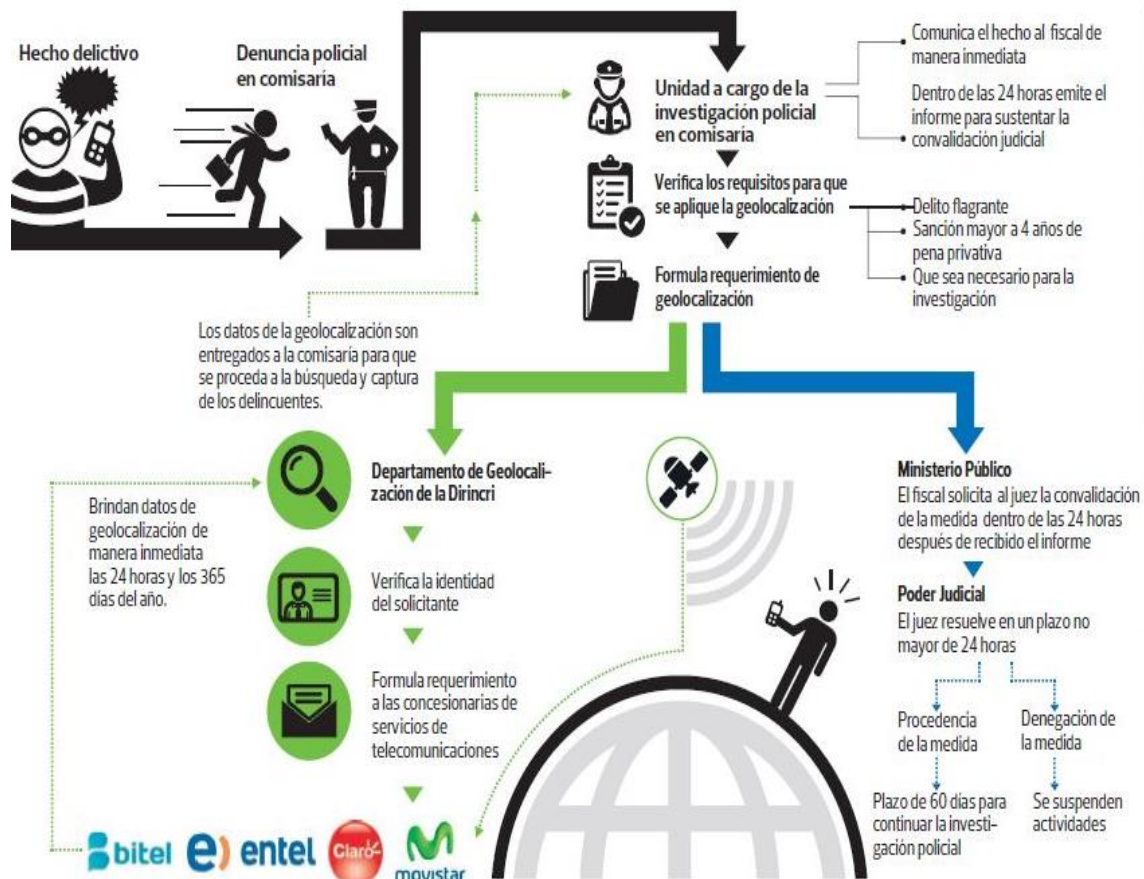 Hecho delictivo
Denuncia policial
en comisaría
Unidad a cargo de la
investigación policial
en comisaría
Comunica el hecho al fiscal de
manera inmediata
Dentro de las 24 horas emite el
informe para sustentar la
convalidación judicial
Verifica los requisitos para que
se aplique la geolocalización
Delito flagrante
Sanción mayor a 4 años de
pena privativa
Que sea necesario para la
investigación
Formula requerimiento de
geolocalización
Los datos de la geolocalización son
entregados a la comisaría para que
se proceda a la búsqueda y captura
de los delincuentes.
Departamento de Geolocali-
zación de la Dirincri
Brindan datos de
geolocalización de
manera inmediata
las 24 horas y los 365
días del año.
Verifica la identidad
del solicitante
Formula requerimiento
a las concesionarias de
servicios de
telecomunicaciones
bitel
e) entel
Claro
movistar
Ministerio Público
El fiscal solicita al juez la convalidación
de la medida dentro de las 24 horas
después de recibido el informe
Poder Judicial
El juez resuelve en un plazo no
mayor de 24 horas
Procedencia
de la medida
Denegación de
la medida
Plazo de 60 días para
continuar la investi-
gación policial
Se suspenden
actividades